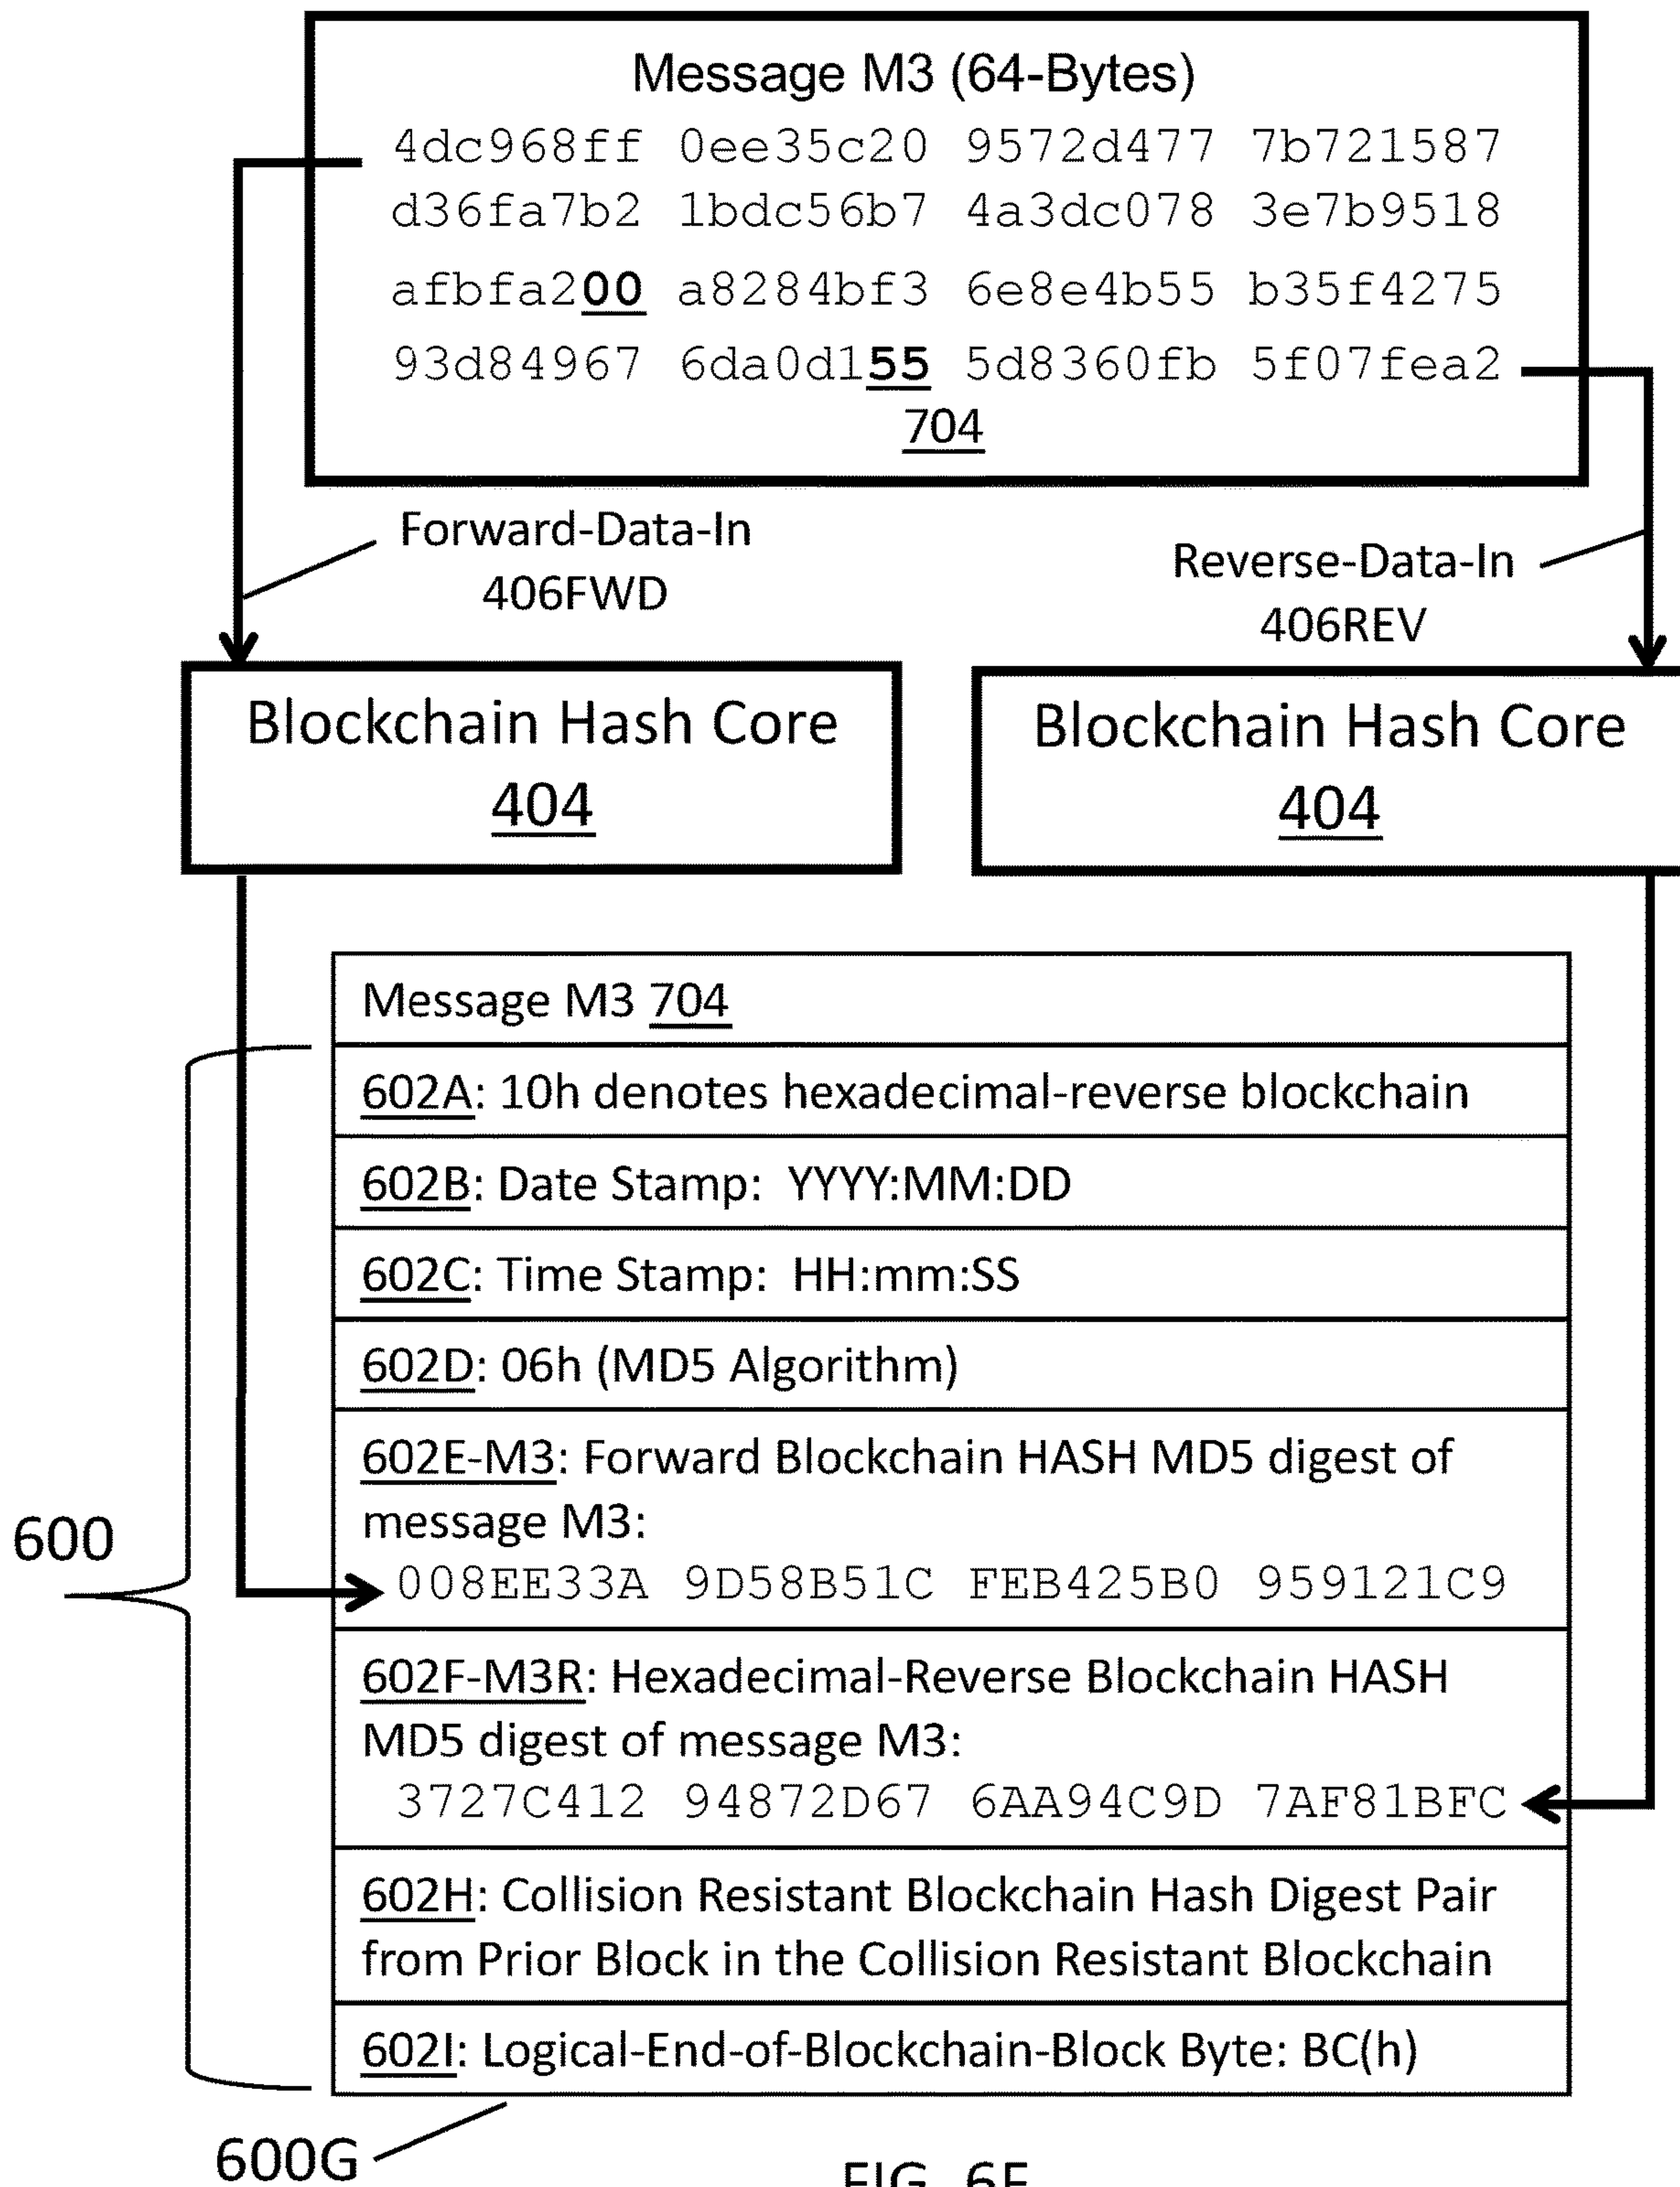 Message M3 (64-Bytes)
4dc968ff 0ee35c20 9572d477 7b721587
d36fa7b2 1bdc56b7 4a3dc078 3e7b9518
afbfa200 a8284bf3 6e8e4b55 b35f4275
93d84967 6da0d155 5d8360fb 5f07fea2
704
Forward-Data-In
406FWD
Reverse-Data-In
406REV
Blockchain Hash Core
404
Blockchain Hash Core
404
Message M3 704
602A: 10h denotes hexadecimal-reverse blockchain
602B: Date Stamp: YYYY:MM:DD
602C: Time Stamp: HH:mm:SS
602D: 06h (MD5 Algorithm)
602E-M3: Forward Blockchain HASH MD5 digest of
message M3:
008EE33A 9D58B51C FEB425B0 959121C9
602F-M3R: Hexadecimal-Reverse Blockchain HASH
MD5 digest of message M3:
3727C412 94872D67 6AA94C9D 7AF81BFC
602H: Collision Resistant Blockchain Hash Digest Pair
from Prior Block in the Collision Resistant Blockchain
602I: Logical-End-of-Blockchain-Block Byte: BC(h)
600
600G